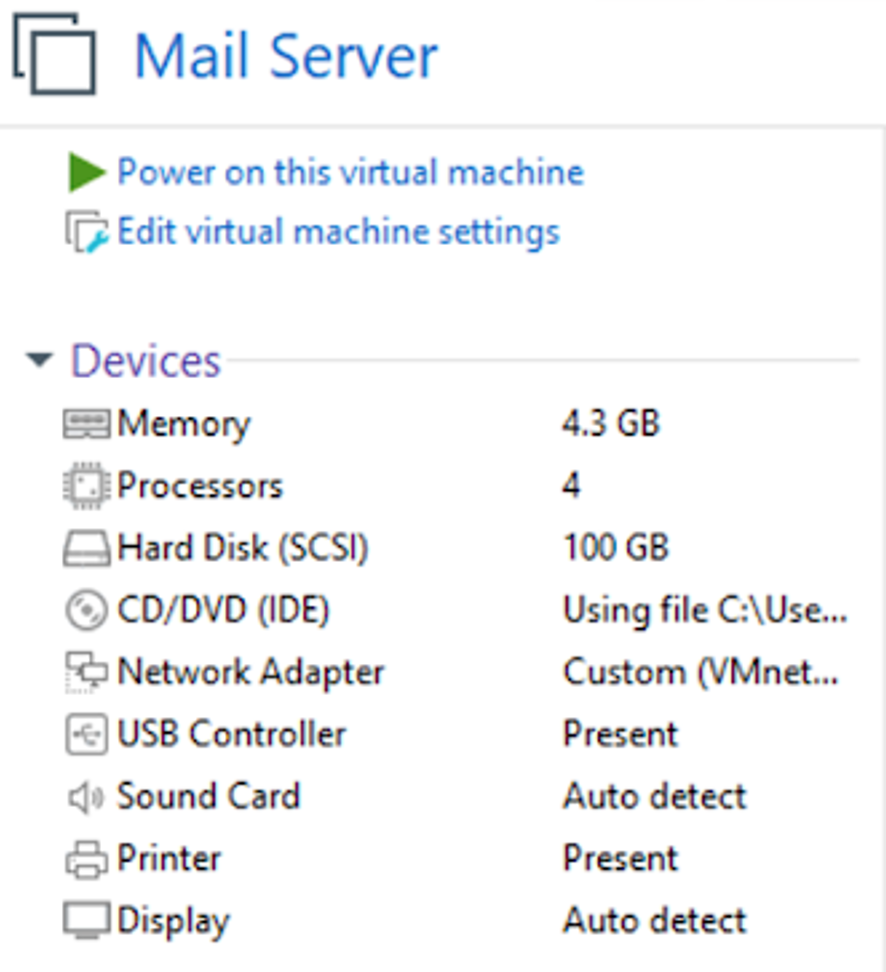 Mail Server
Power on this virtual machine
Edit virtual machine settings
Devices
Memory 4.3 GB
Processors 4
Hard Disk (SCSI) 100 GB
CD/DVD (IDE) Using file C:\Use...
Network Adapter Custom (VMnet...
USB Controller Present
Sound Card Auto detect
Printer Present
Display Auto detect